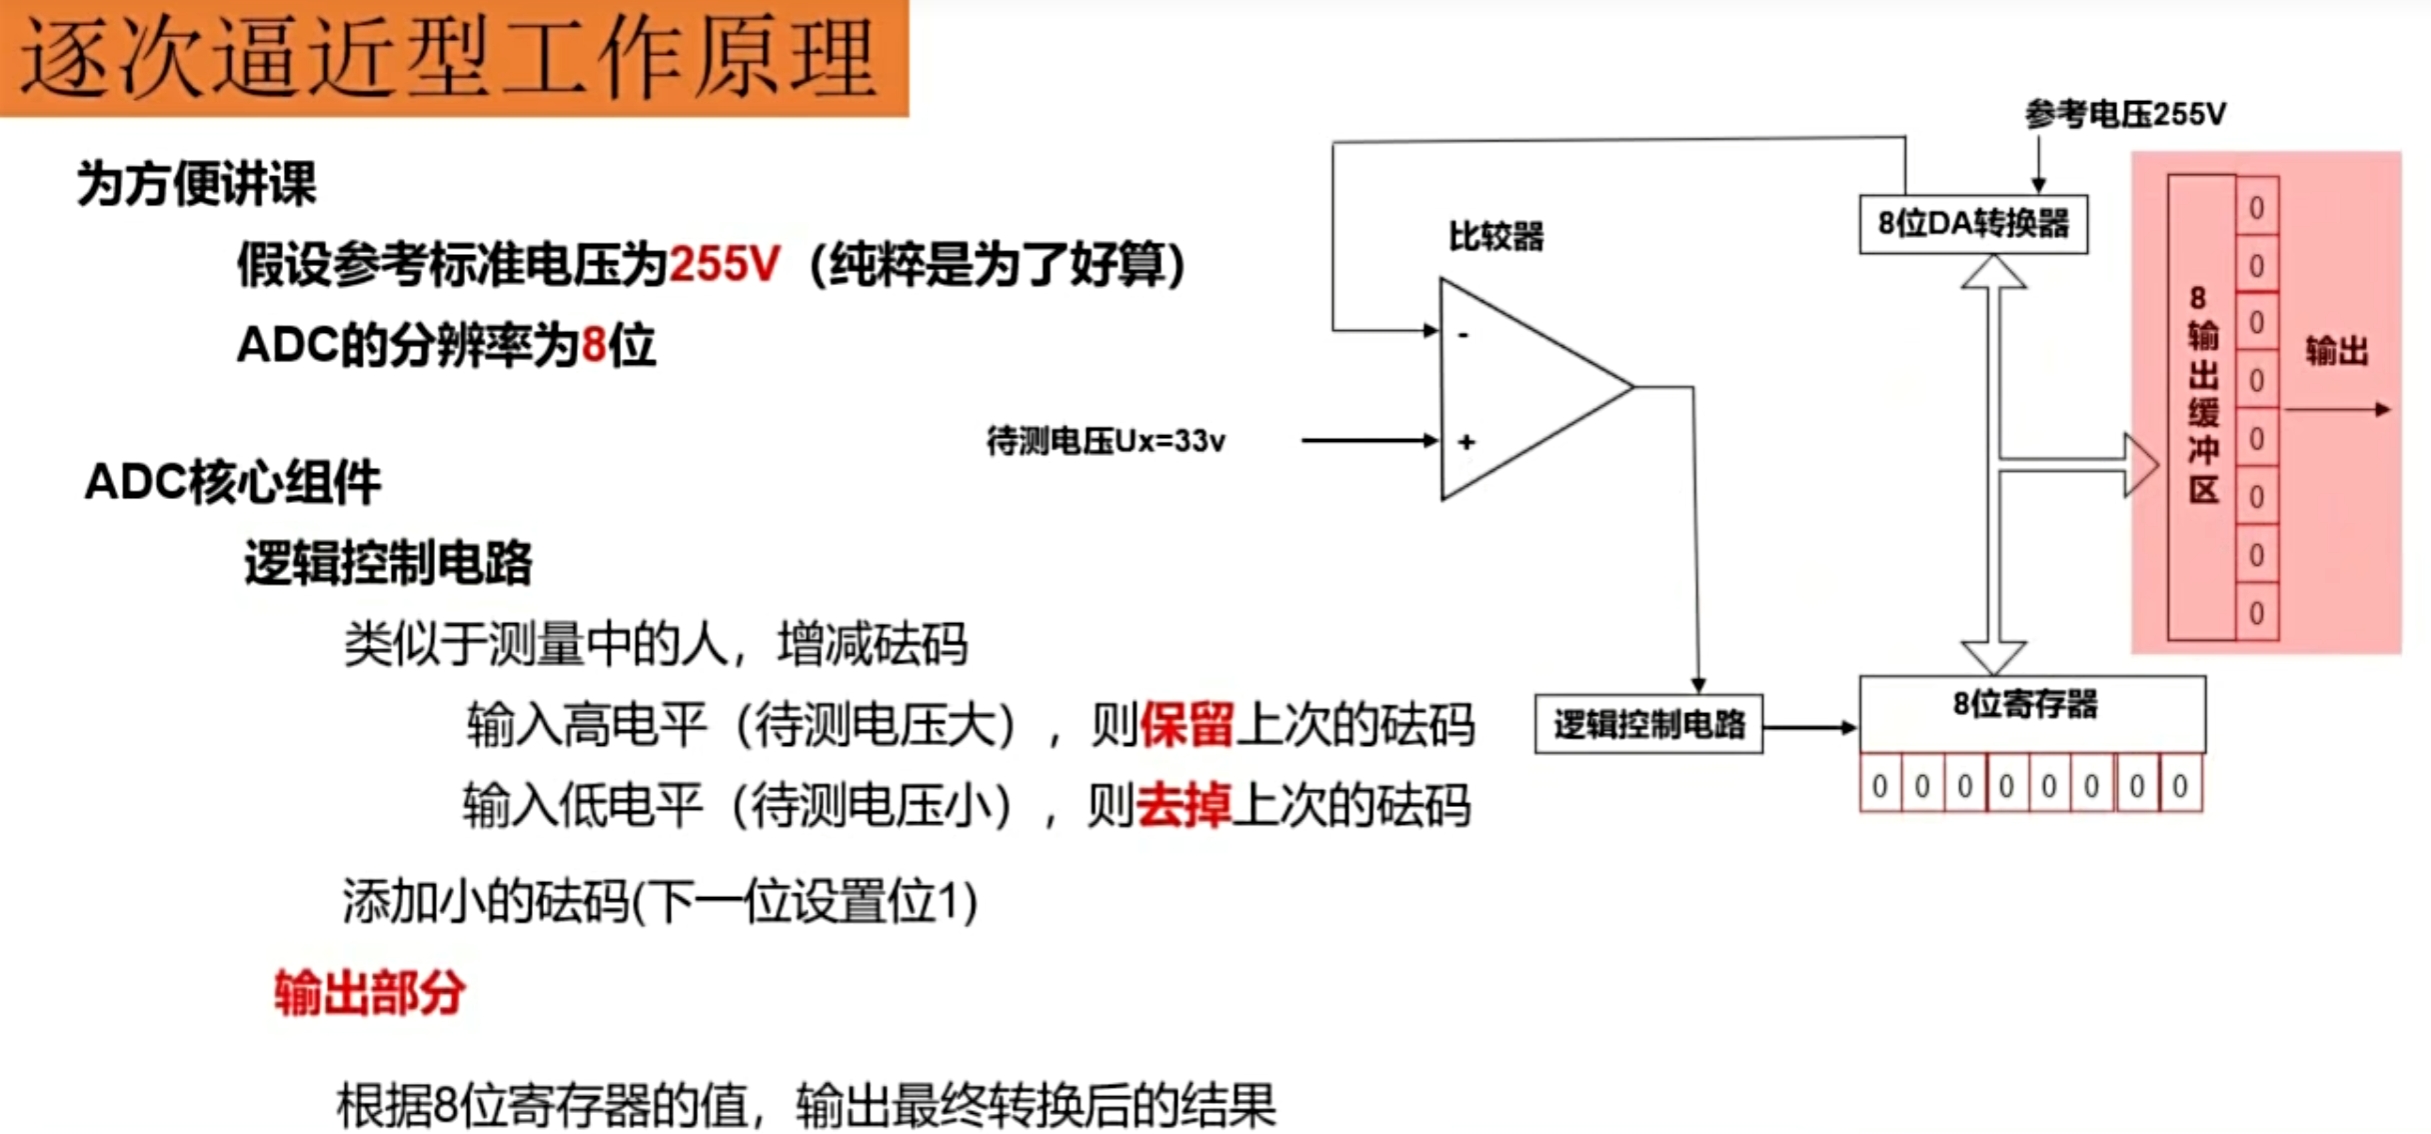 逐次逼近型工作原理
为方便讲课
假设参考标准电压为255V（纯粹是为了好算）
ADC的分辨率为8位
ADC核心组件
逻辑控制电路
类似于测量中的人，增减砝码
输入高电平（待测电压大），则保留上次的砝码
输入低电平（待测电压小），则去掉上次的砝码
添加小的砝码(下一位设置位1)
输出部分
根据8位寄存器的值，输出最终转换后的结果
参考电压255V
8位DA转换器
比较器
-
待测电压Ux=33v
+
逻辑控制电路
8位寄存器
0 0 0 0 0 0 0 0
8输出缓冲区
0
0
0
0
0
0
0
0
输出